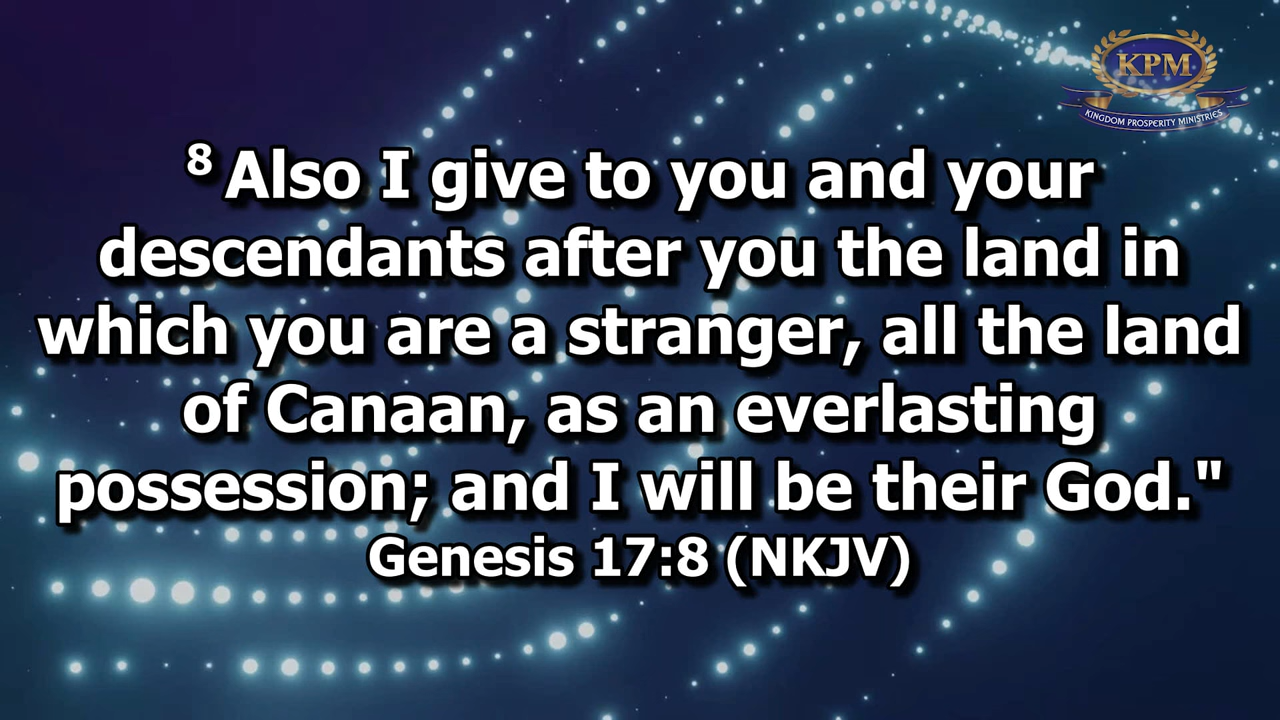 KPM
KINGDOM PROSPERITY MINISTRIES
8 Also I give to you and your
descendants after you the land in
which you are a stranger, all the land
of Canaan, as an everlasting
possession; and I will be their God."
Genesis 17:8 (NKJV)